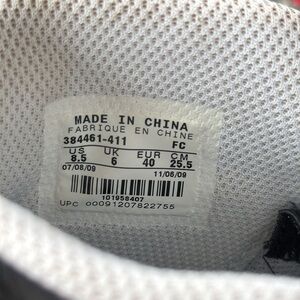 MADE IN CHINA
FABRIQUE EN CHINE
384461-411 FC
US UK EUR CM
8.5 6 40 25.5
07/08/09 11/06/09
101958407
UPC 00091207822755